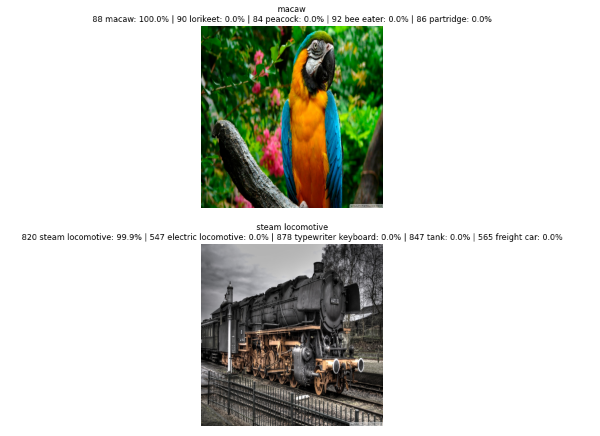 macaw
88 macaw: 100.0% | 90 lorikeet: 0.0% | 84 peacock: 0.0% | 92 bee eater: 0.0% | 86 partridge: 0.0%
steam locomotive
820 steam locomotive: 99.9% | 547 electric locomotive: 0.0% | 878 typewriter keyboard: 0.0% | 847 tank: 0.0% | 565 freight car: 0.0%